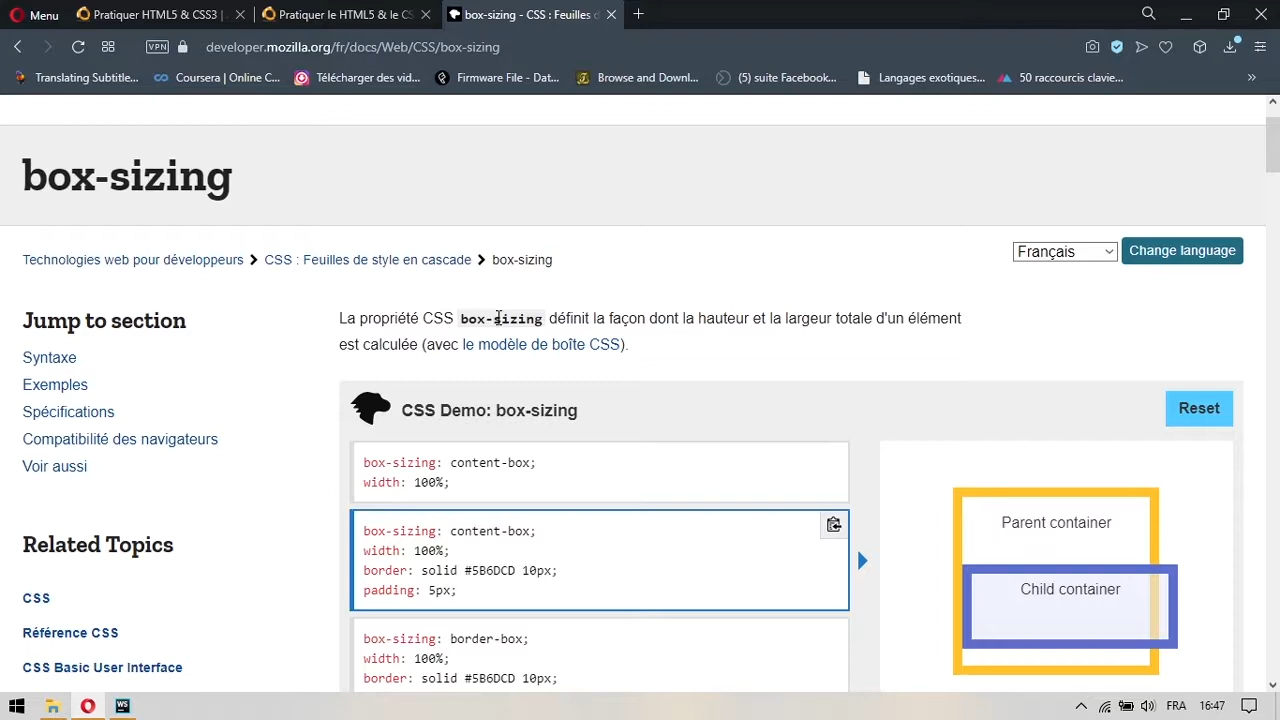 Menu
Pratiquer HTML5 & CSS3 |
Pratiquer le HTML5 & le CS
box-sizing - CSS : Feuilles d
VPN
developer.mozilla.org/fr/docs/Web/CSS/box-sizing
Translating Subtitle...
Coursera | Online C...
Télécharger des vid...
Firmware File - Dat...
Browse and Downl...
(5) suite Facebook...
Langages exotiques...
50 raccourcis clavie...
box-sizing
Technologies web pour développeurs > CSS : Feuilles de style en cascade > box-sizing
Français
Change language
Jump to section
Syntaxe
Exemples
Spécifications
Compatibilité des navigateurs
Voir aussi
Related Topics
CSS
Référence CSS
CSS Basic User Interface
La propriété CSS box-sizing définit la façon dont la hauteur et la largeur totale d'un élément
est calculée (avec le modèle de boîte CSS).
CSS Demo: box-sizing
Reset
box-sizing: content-box;
width: 100%;
box-sizing: content-box;
width: 100%;
border: solid #5B6DCD 10px;
padding: 5px;
box-sizing: border-box;
width: 100%;
border: solid #5B6DCD 10px;
Parent container
Child container
WS
FRA
16:47